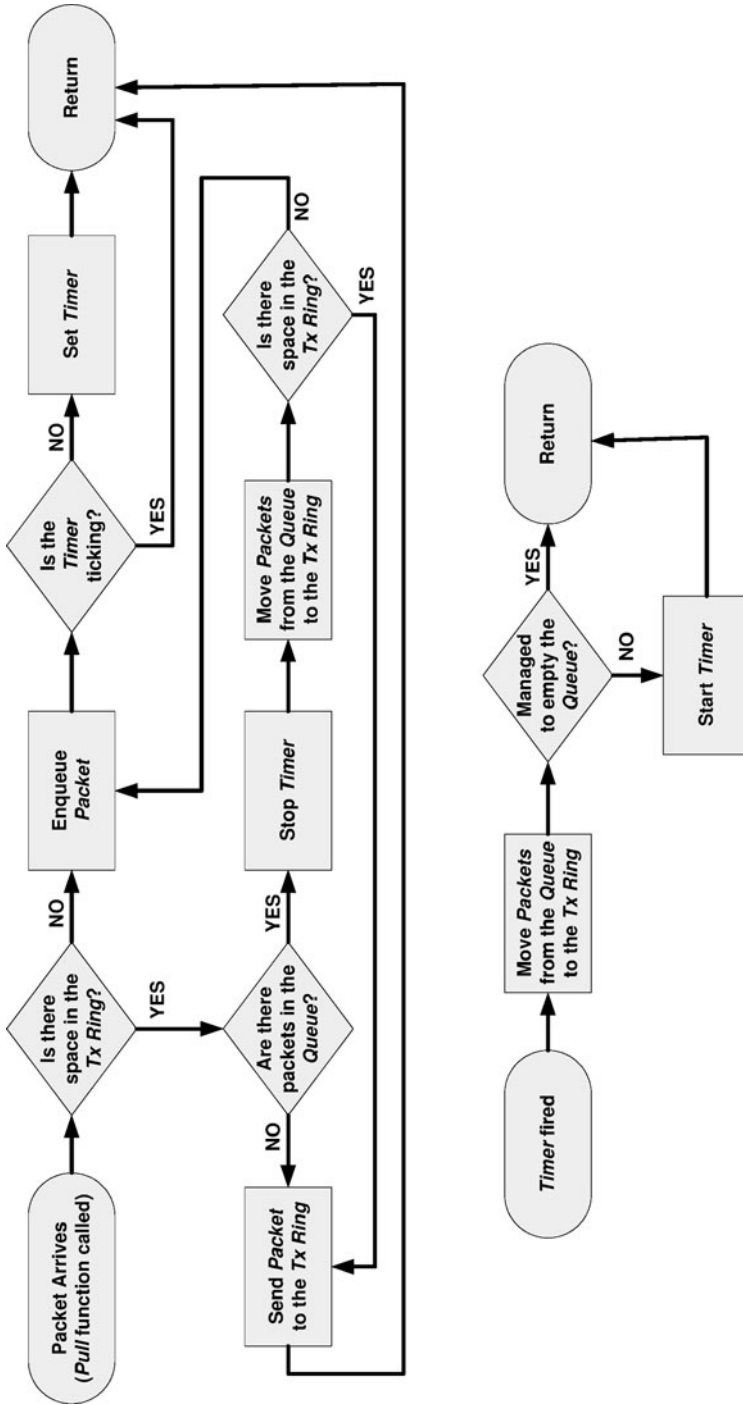 Packet Arrives
(Pull function called)
Is there
space in the
Tx Ring?
NO
YES
Enqueue
Packet
Is the
Timer
ticking?
NO
YES
Set Timer
Return
Are there
packets in the
Queue?
NO
YES
Send Packet
to the Tx Ring
Stop Timer
Move Packets
from the Queue
to the Tx Ring
Is there
space in the
Tx Ring?
NO
YES
Timer fired
Move Packets
from the Queue
to the Tx Ring
Managed
to empty the
Queue?
YES
NO
Return
Start Timer